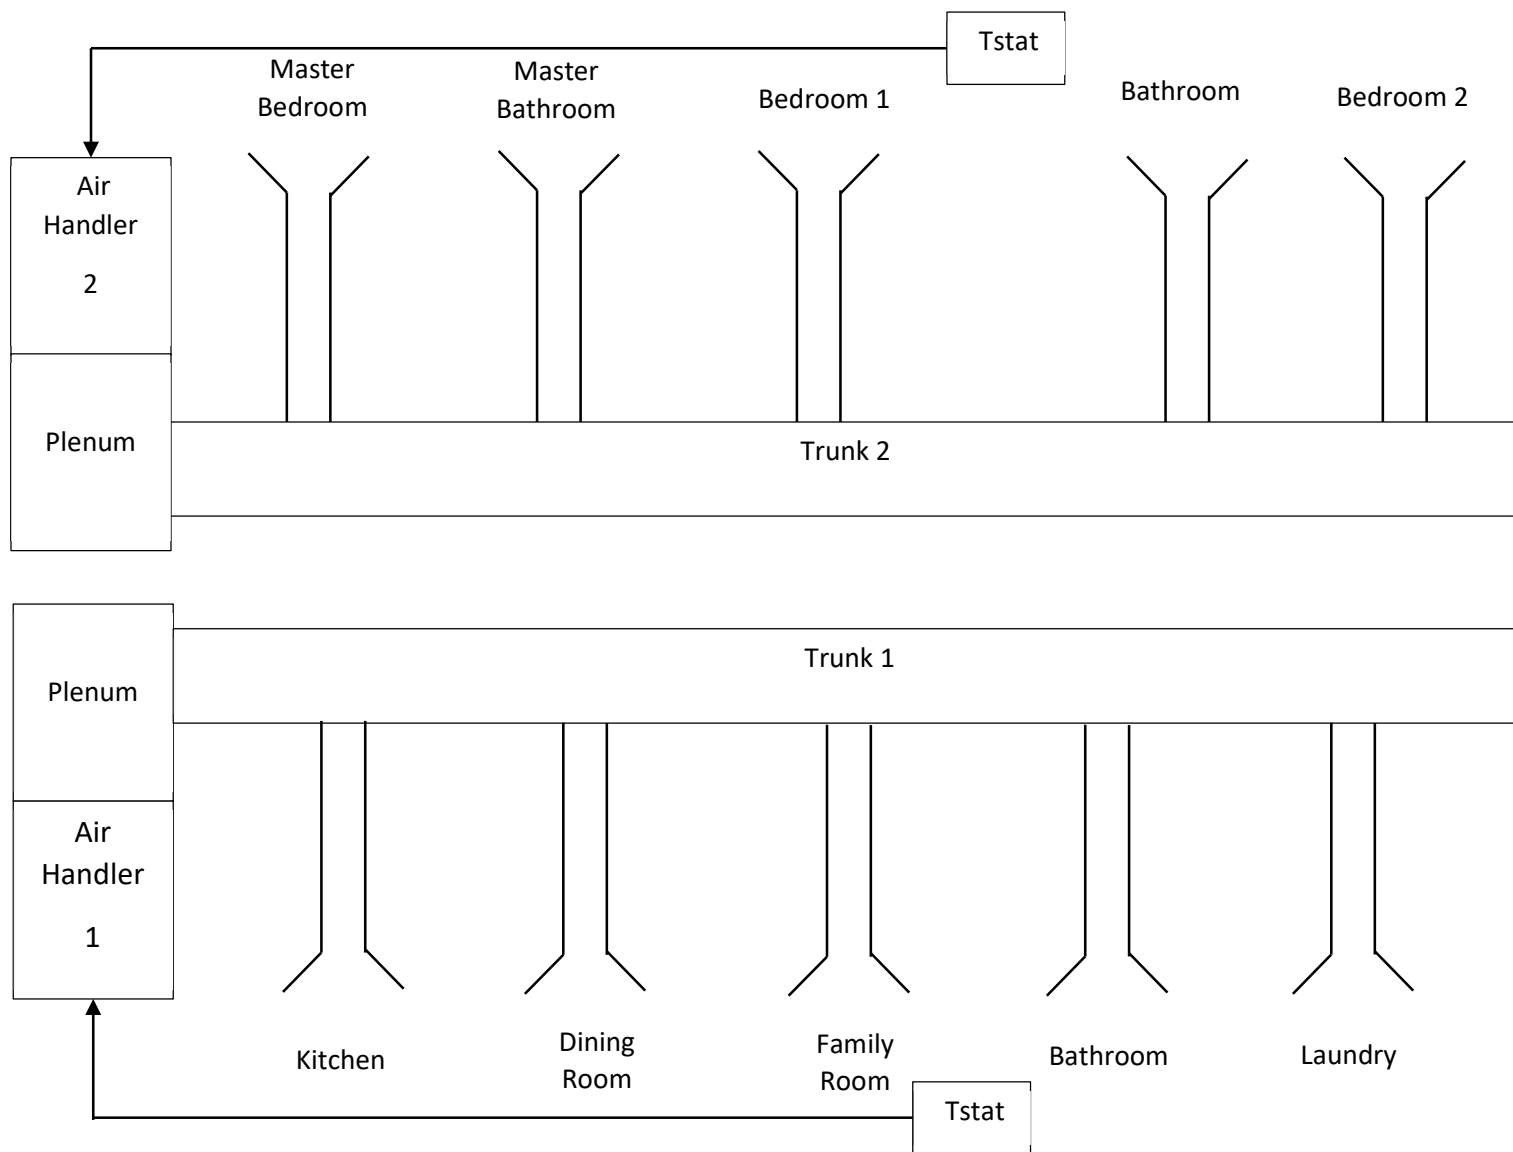 Tstat
Master
Bedroom
Master
Bathroom
Bedroom 1
Bathroom
Bedroom 2
Air
Handler
2
Plenum
Trunk 2
Trunk 1
Plenum
Air
Handler
1
Kitchen
Dining
Room
Family
Room
Bathroom
Laundry
Tstat